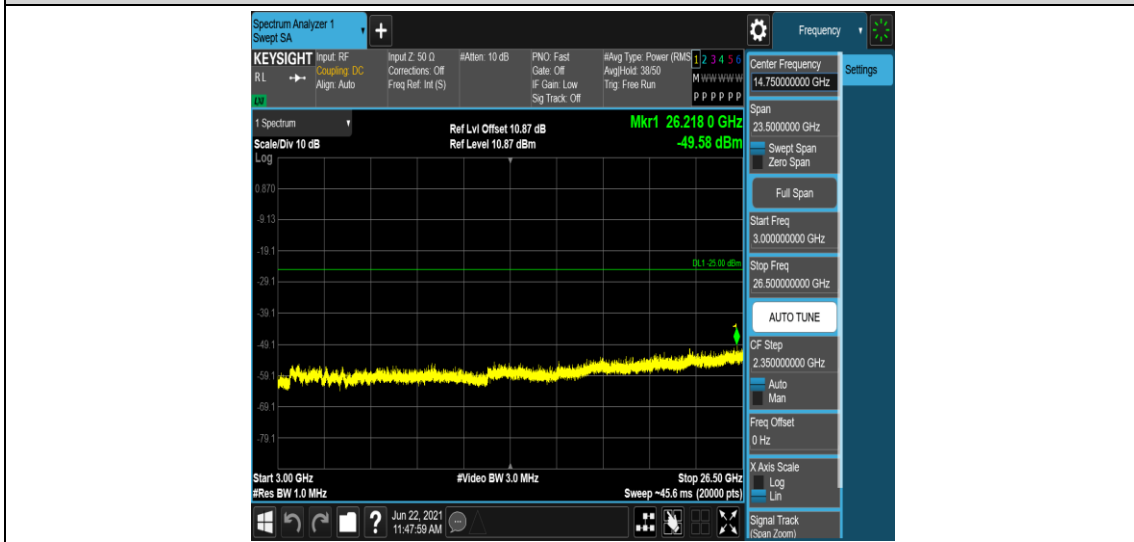 Spectrum Analyzer 1
Swept SA
+
Frequency
KEYSIGHT
RL
Input: RF
Coupling: DC
Align: Auto
Input Z: 50 Ω
Corrections: Off
Freq Ref: Int (S)
#Atten: 10 dB
PNO: Fast
Gate: Off
IF Gain: Low
Sig Track: Off
#Avg Type: Power (RMS
Avg|Hold: 38/50
Trig: Free Run
1 2 3 4 5 6
M W W W W W
P P P P P P
Center Frequency
14.750000000 GHz
Settings
Span
23.5000000 GHz
Swept Span
Zero Span
Full Span
Start Freq
3.000000000 GHz
Stop Freq
26.500000000 GHz
AUTO TUNE
CF Step
2.350000000 GHz
Auto
Man
Freq Offset
0 Hz
X Axis Scale
Log
Lin
Signal Track
(Span Zoom)
1 Spectrum
Scale/Div 10 dB
Ref Lvl Offset 10.87 dB
Ref Level 10.87 dBm
Mkr1 26.218 0 GHz
-49.58 dBm
Log
0.870
-9.13
-19.1
DL1 -25.00 dBm
-29.1
-39.1
-49.1
-59.1
-69.1
-79.1
1
Start 3.00 GHz
#Video BW 3.0 MHz
Stop 26.50 GHz
#Res BW 1.0 MHz
Sweep ~45.6 ms (20000 pts)
?
Jun 22, 2021
11:47:59 AM